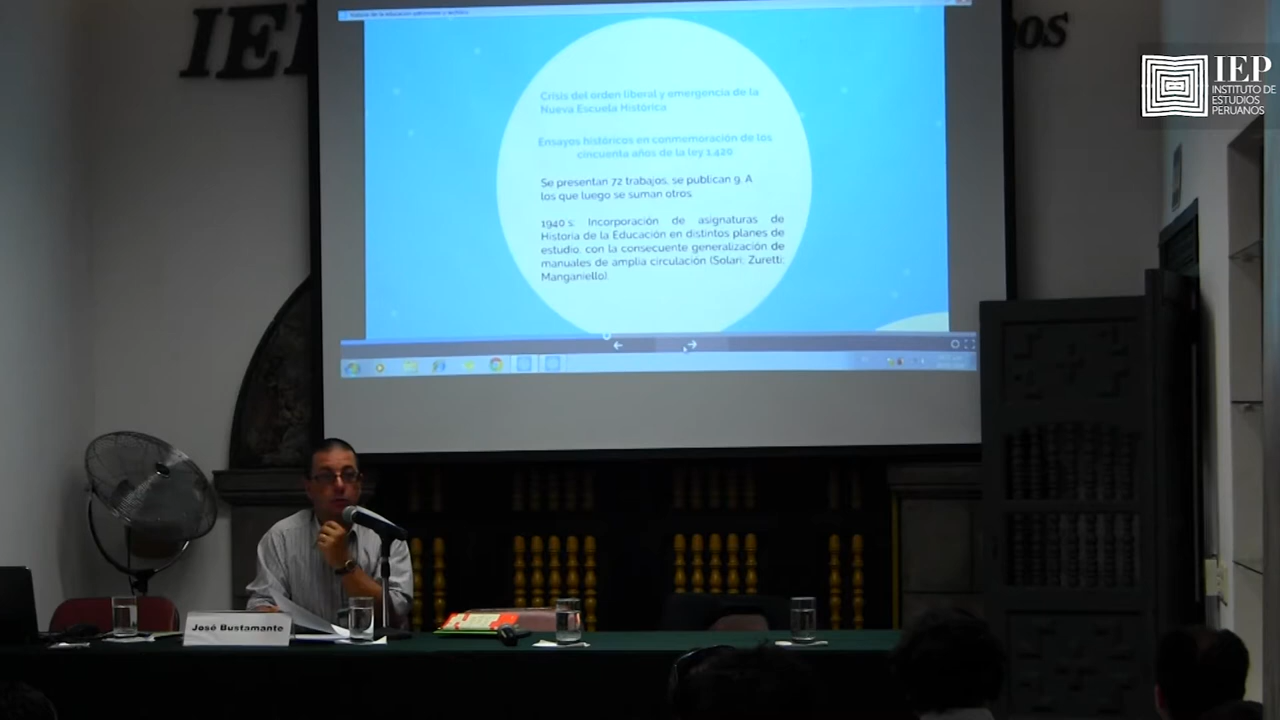 IEP
IEP
INSTITUTO DE
ESTUDIOS
PERUANOS
Crisis del orden liberal y emergencia de la
Nueva Escuela Histórica
Ensayos históricos en conmemoración de los
cincuenta años de la ley 1.420
Se presentan 72 trabajos, se publican 9. A
los que luego se suman otros
1940's: Incorporación de asignaturas de
Historia de la Educación en distintos planes de
estudio, con la consecuente generalización de
manuales de amplia circulación (Solari; Zuretti;
Manganiello).
José Bustamante